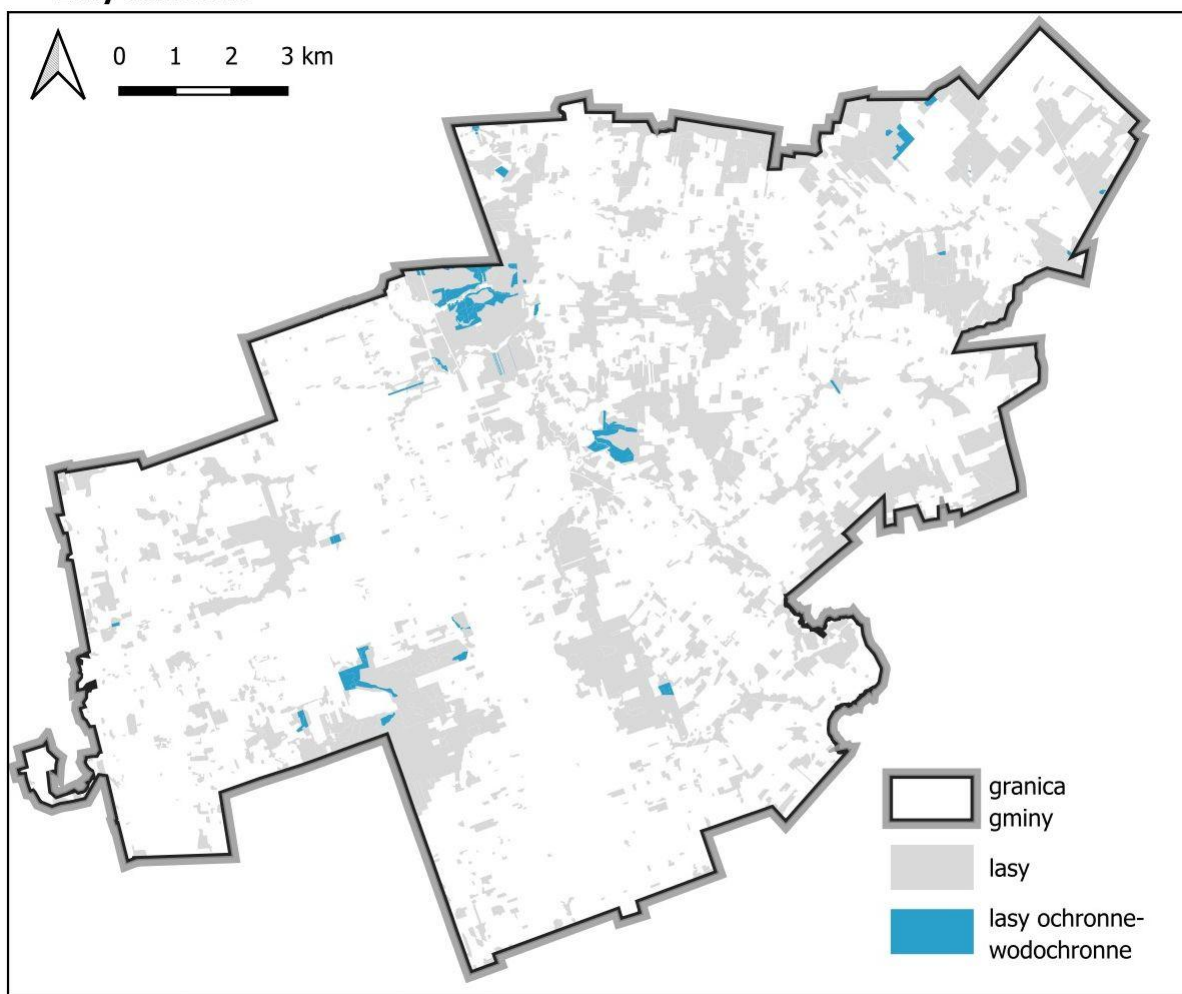 0 1 2 3 km
granica
gminy
lasy
lasy ochronne-
wodochronne